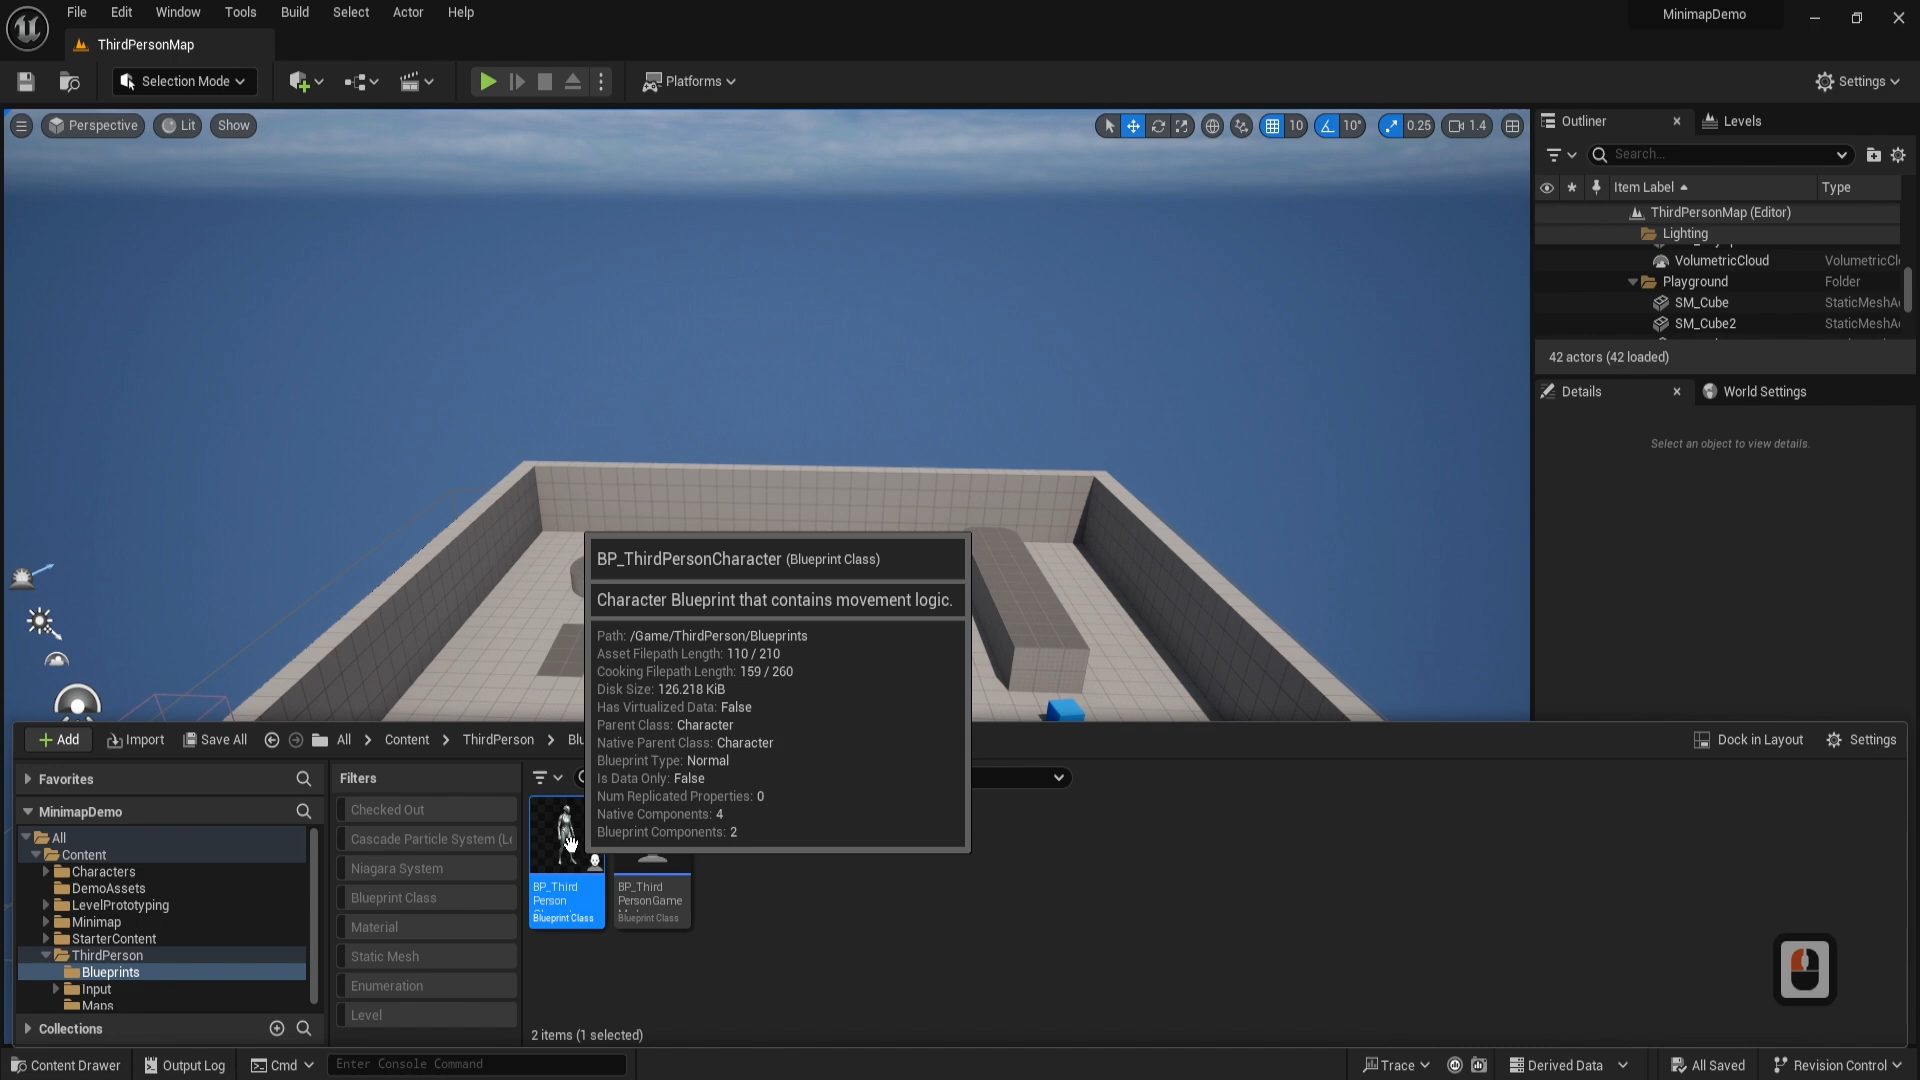 File Edit Window Tools Build Select Actor Help
MinimapDemo
ThirdPersonMap
Selection Mode
Platforms
Settings
Perspective Lit Show
10 10° 0.25 1.4
Outliner Levels
Search...
Item Label Type
ThirdPersonMap (Editor)
Lighting
VolumetricCloud VolumetricCl
Playground Folder
SM_Cube StaticMeshA
SM_Cube2 StaticMeshA
42 actors (42 loaded)
Details World Settings
Select an object to view details.
BP_ThirdPersonCharacter (Blueprint Class)
Character Blueprint that contains movement logic.
Path: /Game/ThirdPerson/Blueprints
Asset Filepath Length: 110 / 210
Cooking Filepath Length: 159 / 260
Disk Size: 126.218 KiB
Has Virtualized Data: False
Parent Class: Character
Native Parent Class: Character
Blueprint Type: Normal
Is Data Only: False
Num Replicated Properties: 0
Native Components: 4
Blueprint Components: 2
Add Import Save All All Content ThirdPerson Blu
Dock in Layout Settings
Favorites
MinimapDemo
All
Content
Characters
DemoAssets
LevelPrototyping
Minimap
StarterContent
ThirdPerson
Blueprints
Input
Maps
Collections
Filters
Checked Out
Cascade Particle System (Le
Niagara System
Blueprint Class
Material
Static Mesh
Enumeration
Level
BP_Third
Person
Blueprint Class
BP_Third
PersonGame
Blueprint Class
2 items (1 selected)
Content Drawer Output Log Cmd Enter Console Command
Trace Derived Data All Saved Revision Control